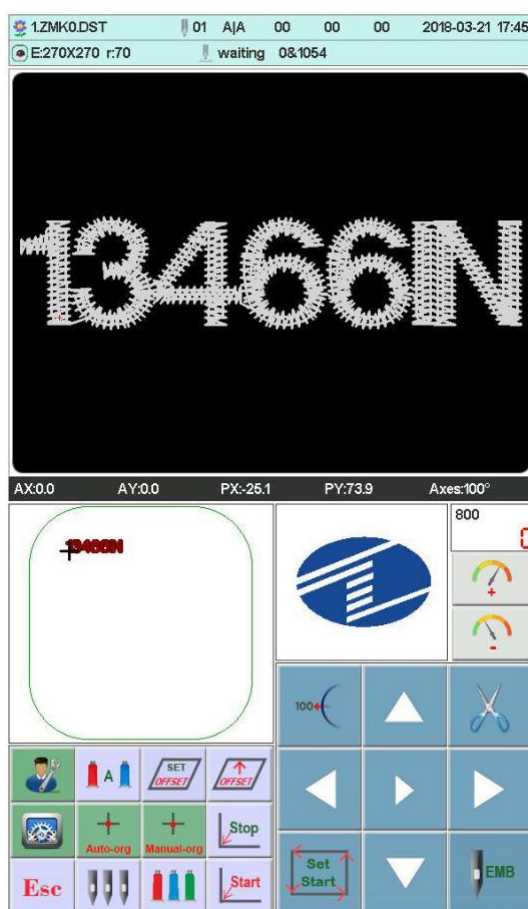 1.ZMK0.DST 01 A|A 00 00 00 2018-03-21 17:45
E:270X270 r:70 waiting 0&1054
13466IN
AX:0.0 AY:0.0 PX:-25.1 PY:73.9 Axes:100°
13466IN
800
+
-
100
A SET OFFSET OFFSET
Auto-org Manual-org Stop
Set Start
EMB
Esc Start